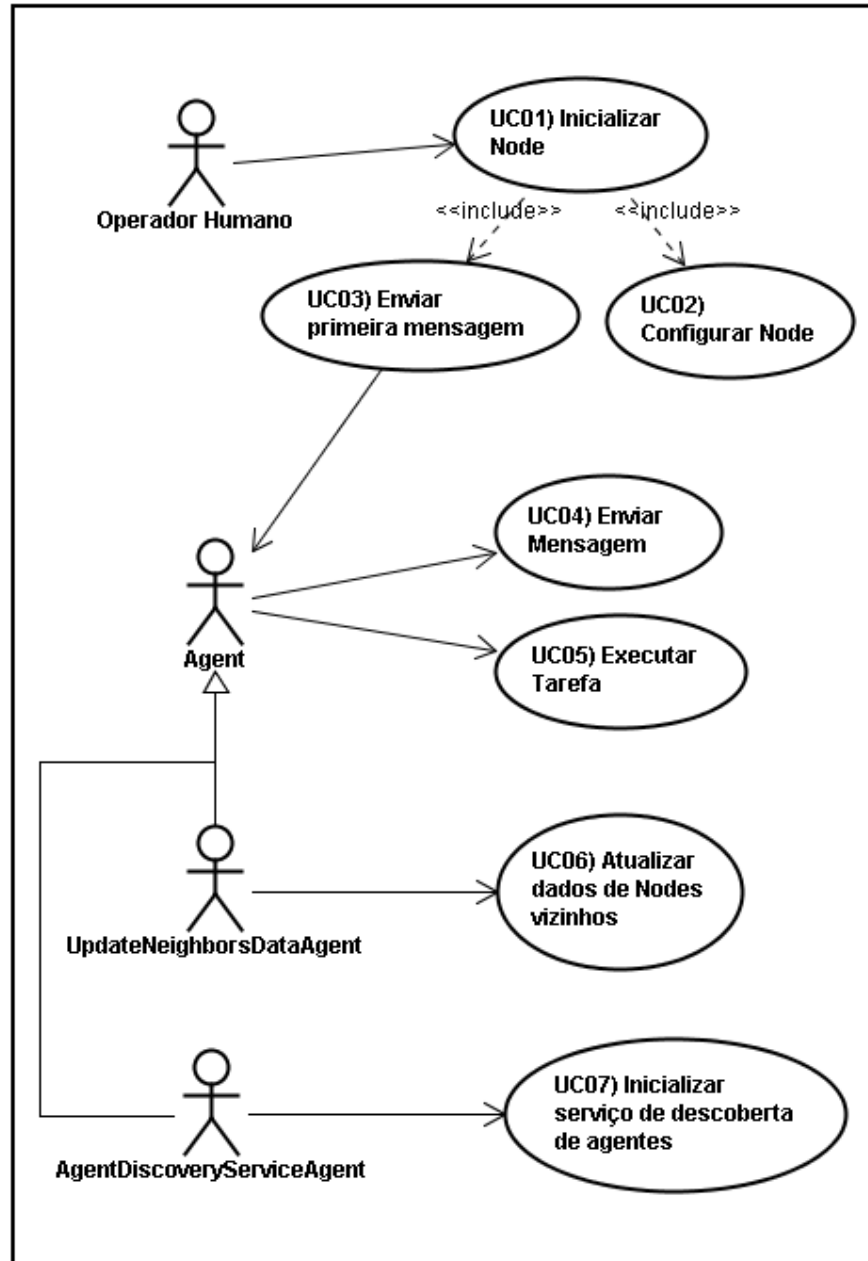 UC01) Inicializar
Node
Operador Humano
<<include>>
<<include>>
UC03) Enviar
primeira mensagem
UC02)
Configurar Node
UC04) Enviar
Mensagem
Agent
UC05) Executar
Tarefa
UC06) Atualizar
dados de Nodes
vizinhos
UpdateNeighborsDataAgent
UC07) Inicializar
serviço de descoberta
de agentes
AgentDiscoveryServiceAgent